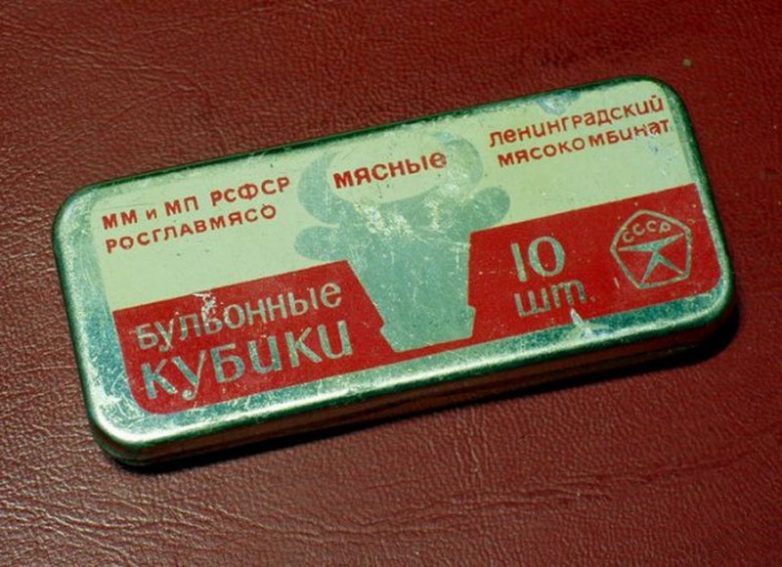 ММ и МП РСФСР
РОСГЛАВМЯСО
МЯСНЫЕ
ЛЕНИНГРАДСКИЙ
МЯСОКОМБИНАТ
БУЛЬОННЫЕ
КУБИКИ
10
шт.
СССР